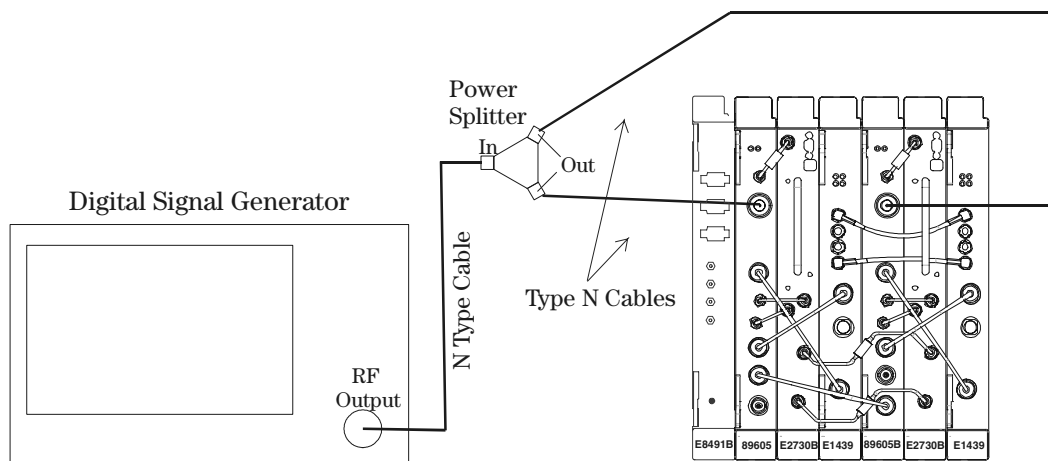 Power
Splitter
In
Out
Digital Signal Generator
N Type Cable
Type N Cables
RF
Output
E8491B
89605
E2730B
E1439
89605B
E2730B
E1439